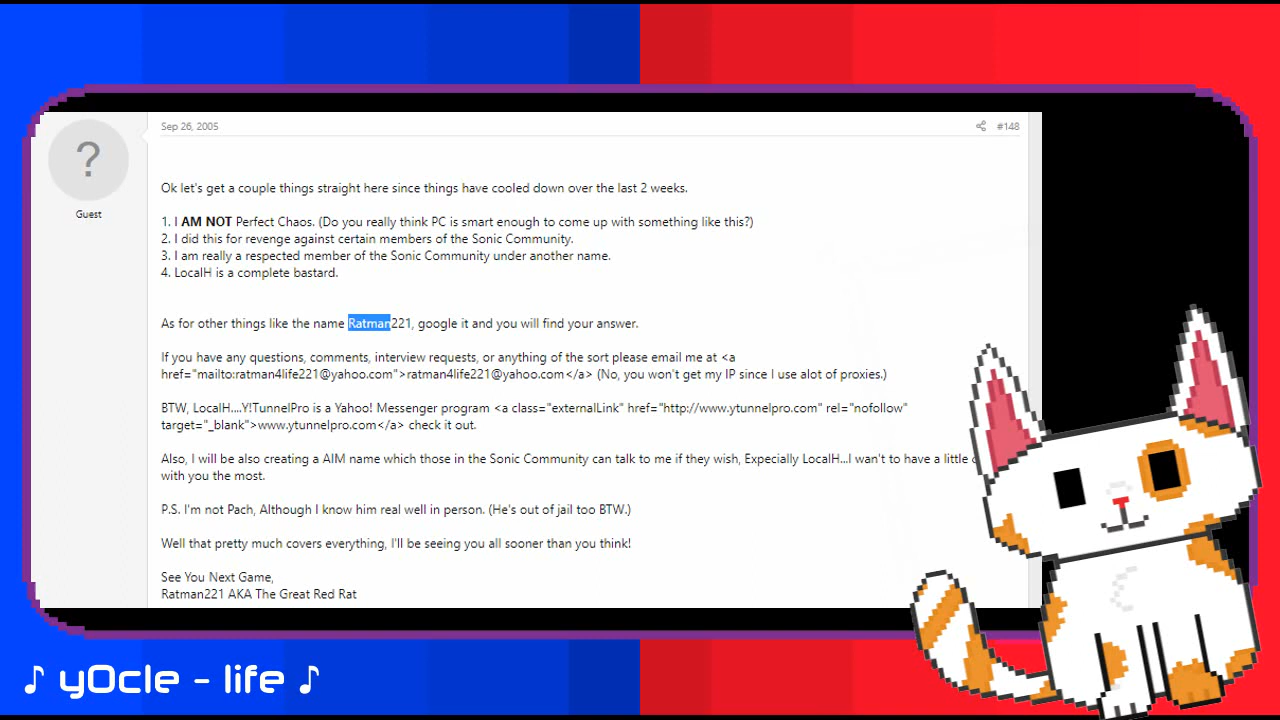 Sep 26, 2005
#148
?
Guest
Ok let's get a couple things straight here since things have cooled down over the last 2 weeks.
1. I AM NOT Perfect Chaos. (Do you really think PC is smart enough to come up with something like this?)
2. I did this for revenge against certain members of the Sonic Community.
3. I am really a respected member of the Sonic Community under another name.
4. LocalH is a complete bastard.
As for other things like the name Ratman221, google it and you will find your answer.
If you have any questions, comments, interview requests, or anything of the sort please email me at <a
href="mailto:ratman4life221@yahoo.com">ratman4life221@yahoo.com</a> (No, you won't get my IP since I use alot of proxies.)
BTW, LocalH....Y!TunnelPro is a Yahoo! Messenger program <a class="externalLink" href="http://www.ytunnelpro.com" rel="nofollow"
target="_blank">www.ytunnelpro.com</a> check it out.
Also, I will be also creating a AIM name which those in the Sonic Community can talk to me if they wish, Expecially LocalH...I wan't to have a little
with you the most.
P.S. I'm not Pach, Although I know him real well in person. (He's out of jail too BTW.)
Well that pretty much covers everything, I'll be seeing you all sooner than you think!
See You Next Game,
Ratman221 AKA The Great Red Rat
♪ yOcle - life ♪